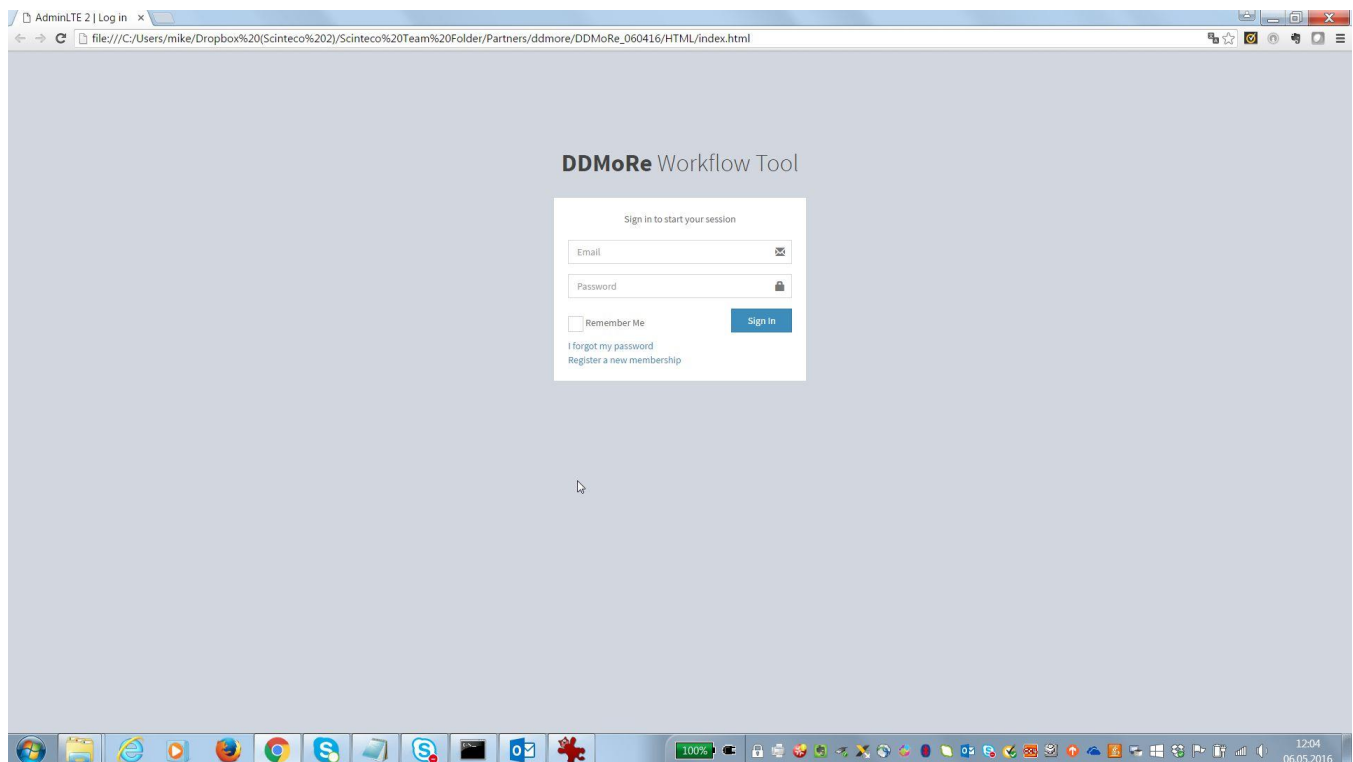 AdminLTE 2 | Log in
file:///C:/Users/mike/Dropbox%20(Scinteco%202)/Scinteco%20Team%20Folder/Partners/ddmore/DDMoRe_060416/HTML/index.html
DDMoRe Workflow Tool
Sign in to start your session
Email
Password
Remember Me
Sign In
I forgot my password
Register a new membership
100%
12:04
06.05.2016